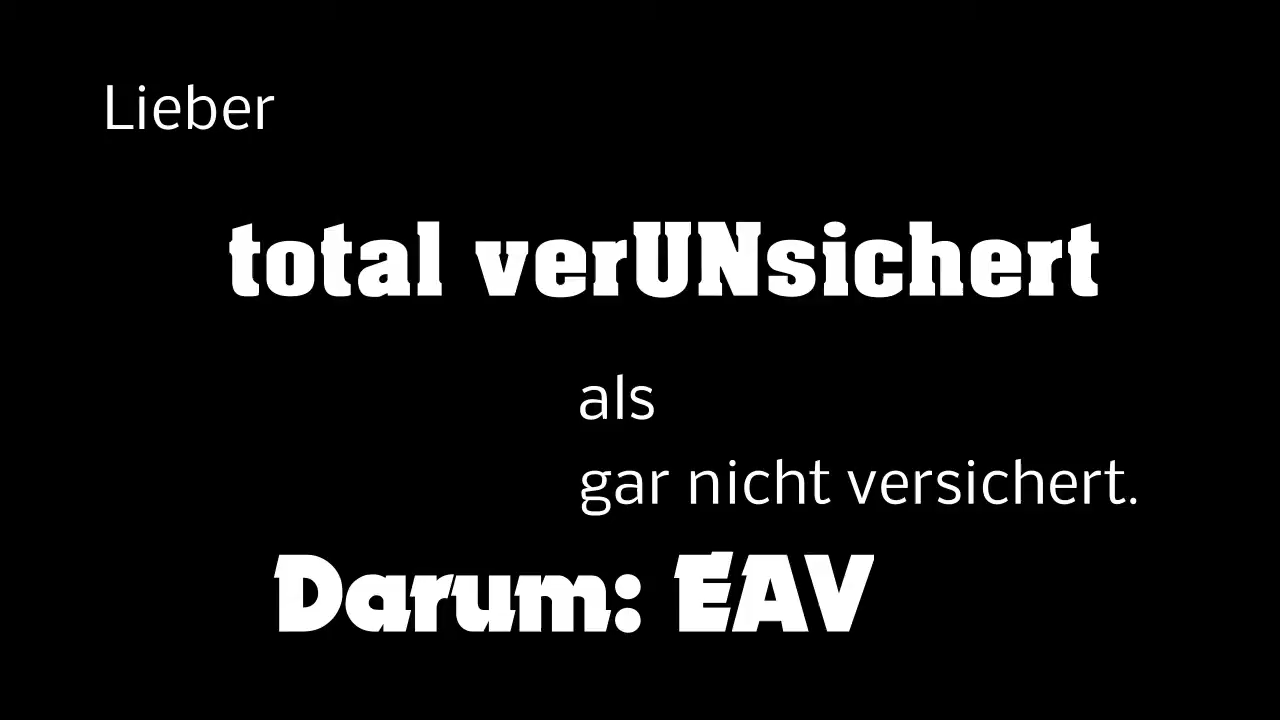 Lieber
total verUNsichert
als
gar nicht versichert.
Darum: EAV